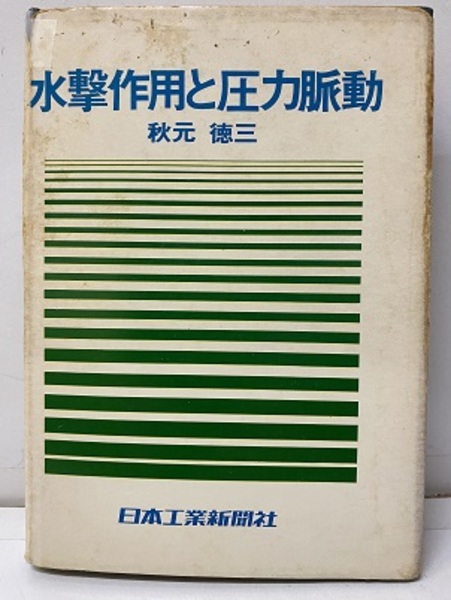 水撃作用と圧力脈動
秋元 徳三
日本工業新聞社